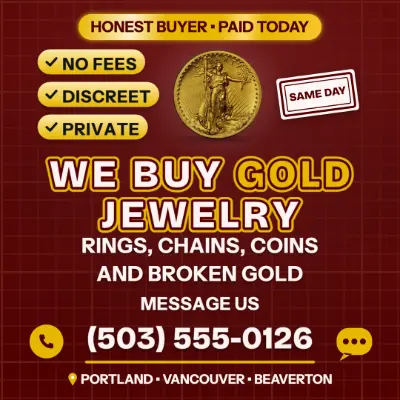 HONEST BUYER • PAID TODAY
✓ NO FEES
✓ DISCREET
✓ PRIVATE
SAME DAY
WE BUY GOLD
JEWELRY
RINGS, CHAINS, COINS
AND BROKEN GOLD
MESSAGE US
(503) 555-0126
PORTLAND • VANCOUVER • BEAVERTON